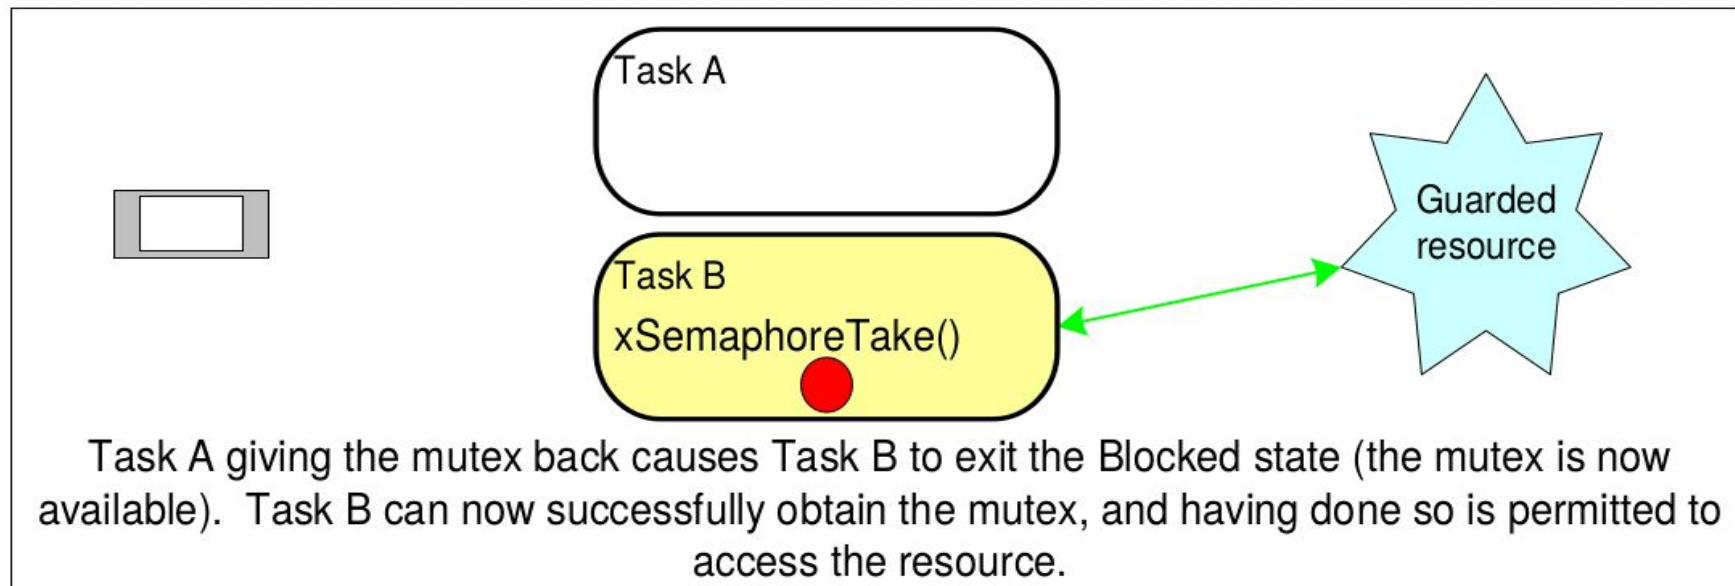 Task A
Guarded
resource
Task B
xSemaphoreTake()
Task A giving the mutex back causes Task B to exit the Blocked state (the mutex is now
available).  Task B can now successfully obtain the mutex, and having done so is permitted to
access the resource.